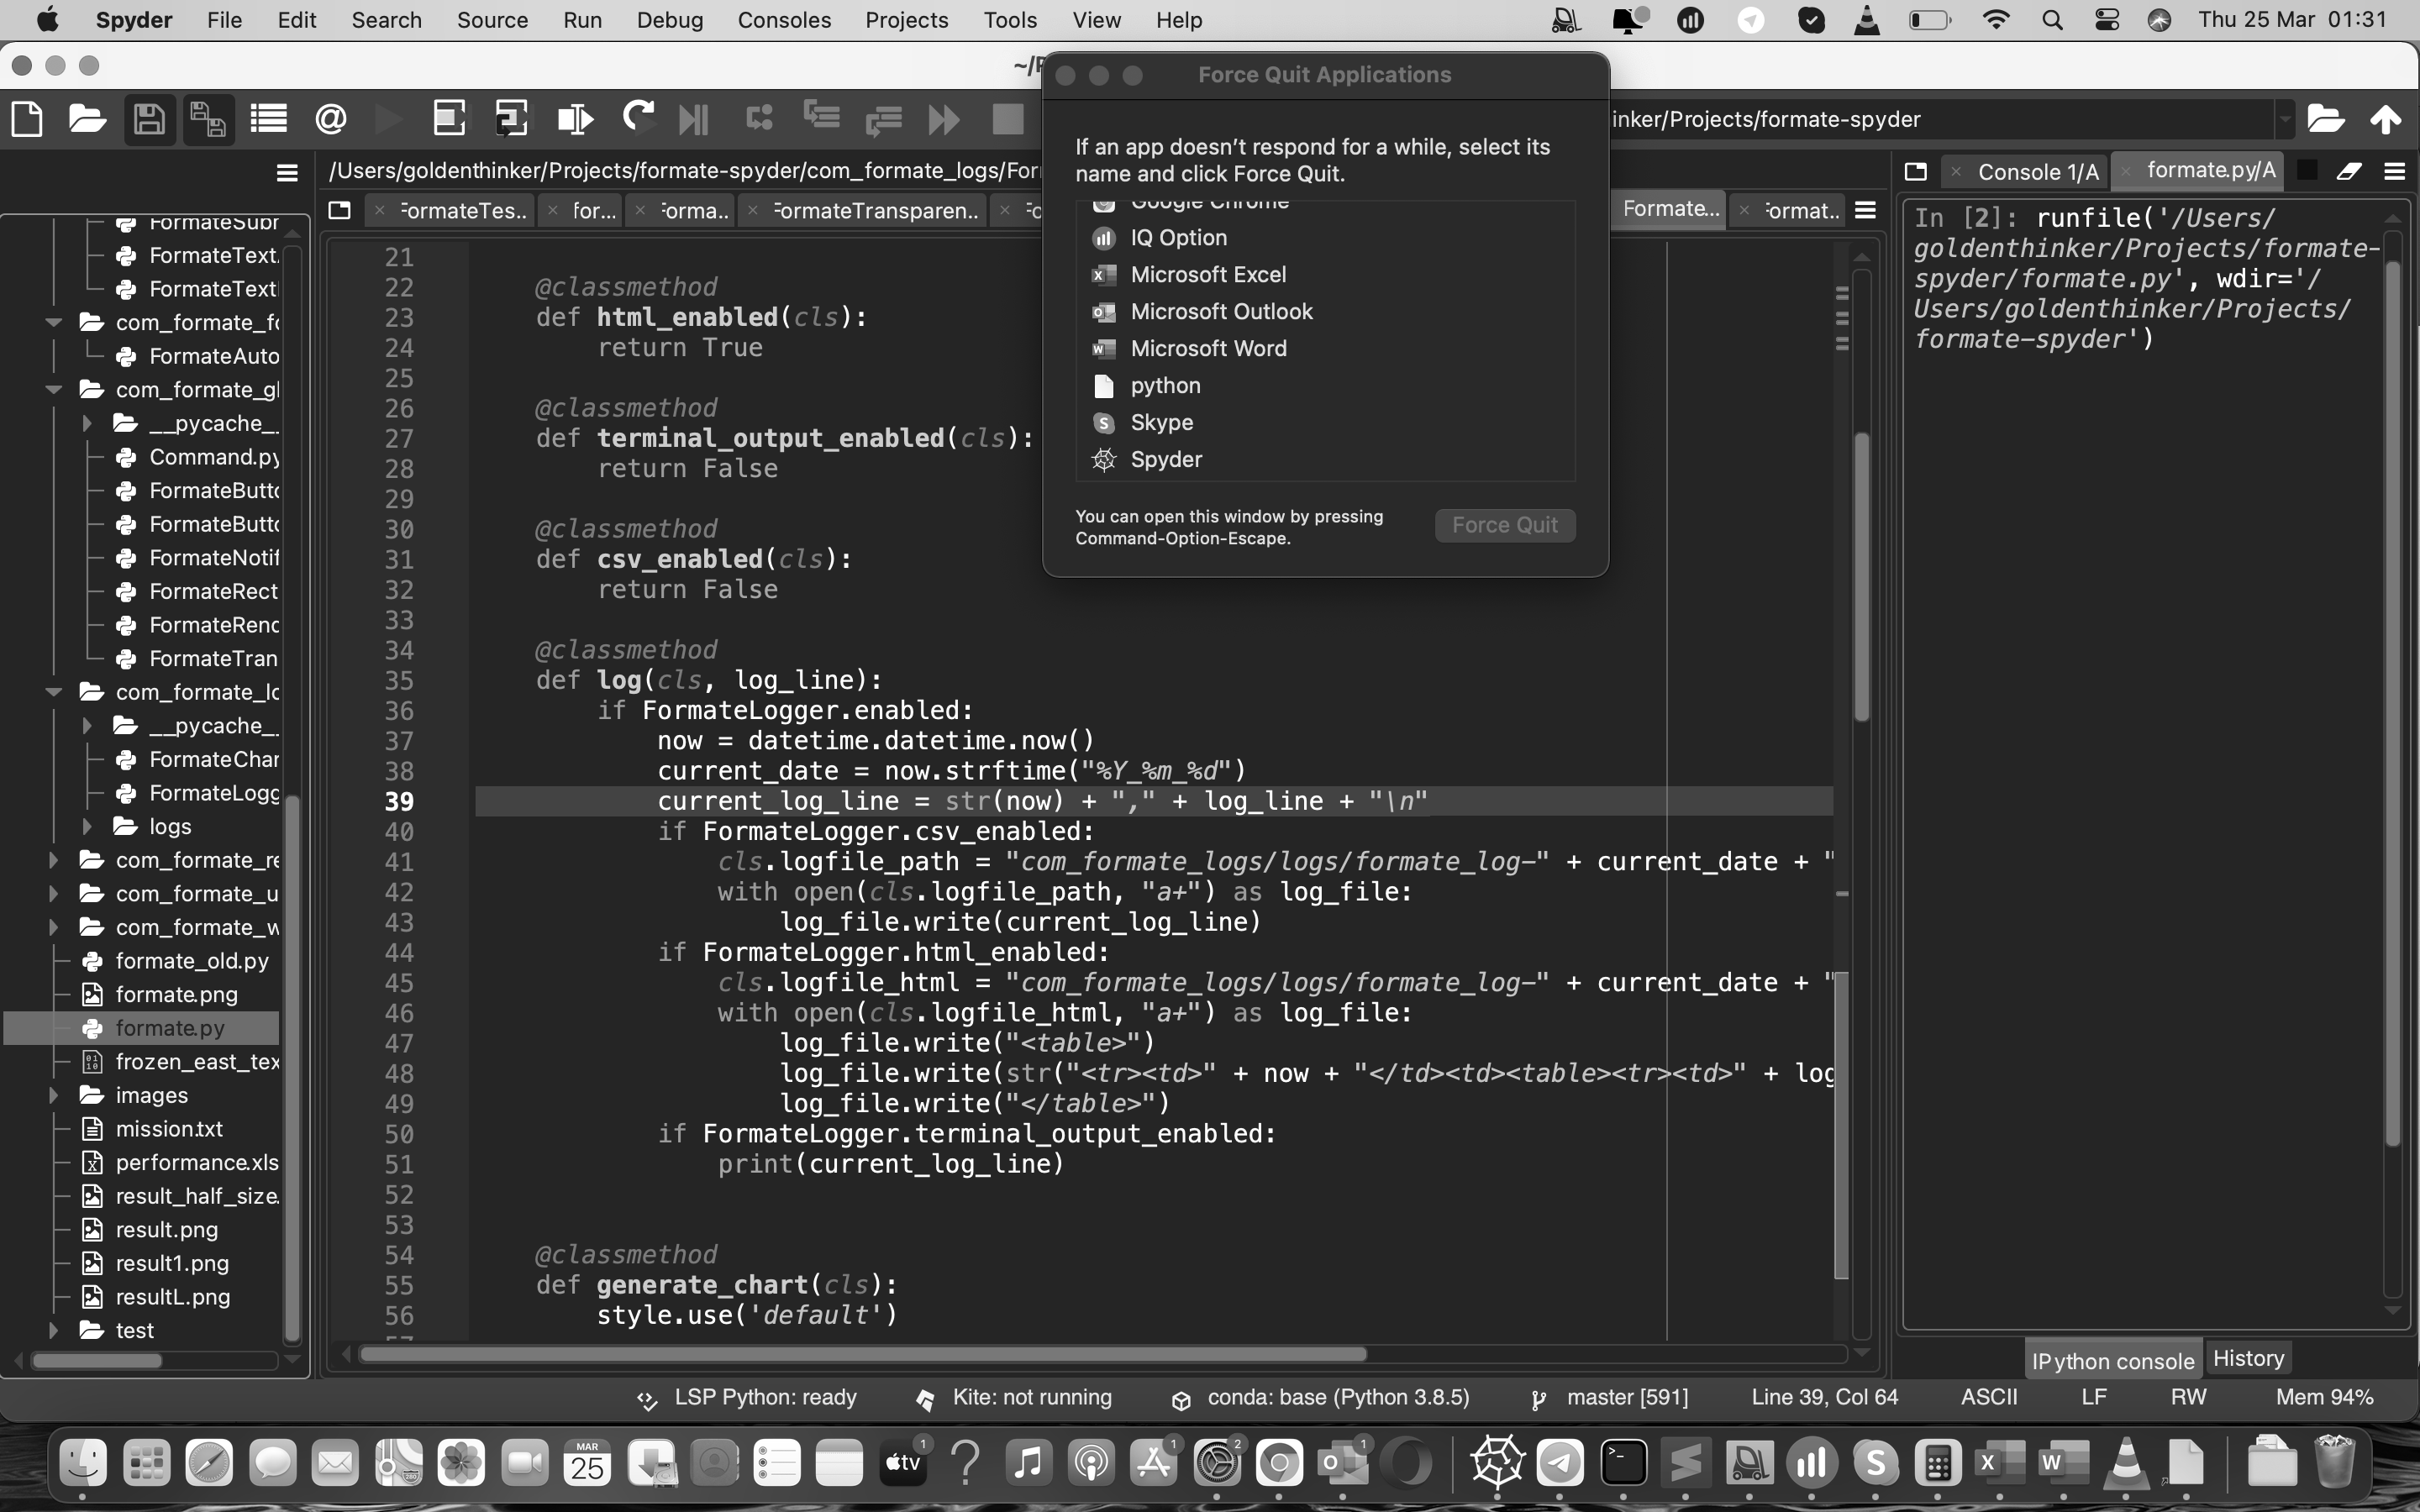 Spyder File Edit Search Source Run Debug Consoles Projects Tools View Help Thu 25 Mar 01:31
Force Quit Applications
If an app doesn't respond for a while, select its
name and click Force Quit.
Google Chrome
IQ Option
Microsoft Excel
Microsoft Outlook
Microsoft Word
python
Skype
Spyder
You can open this window by pressing
Command-Option-Escape.
Force Quit
inker/Projects/formate-spyder
/Users/goldenthinker/Projects/formate-spyder/com_formate_logs/For
FormateTes.. for... Forma.. FormateTransparen.. Formate... Format..
Console 1/A formate.py/A
FormateSubr
FormateText
FormateText
com_formate_fo
FormateAuto
com_formate_gl
__pycache__
Command.py
FormateButto
FormateButto
FormateNotif
FormateRect
FormateRend
FormateTran
com_formate_lo
__pycache__
FormateChar
FormateLogg
logs
com_formate_re
com_formate_u
com_formate_w
formate_old.py
formate.png
formate.py
frozen_east_tex
images
mission.txt
performance.xls
result_half_size.
result.png
result1.png
resultL.png
test
21
22 @classmethod
23 def html_enabled(cls):
24 return True
25
26 @classmethod
27 def terminal_output_enabled(cls):
28 return False
29
30 @classmethod
31 def csv_enabled(cls):
32 return False
33
34 @classmethod
35 def log(cls, log_line):
36 if FormateLogger.enabled:
37 now = datetime.datetime.now()
38 current_date = now.strftime("%Y_%m_%d")
39 current_log_line = str(now) + "," + log_line + "\n"
40 if FormateLogger.csv_enabled:
41 cls.logfile_path = "com_formate_logs/logs/formate_log-" + current_date + "
42 with open(cls.logfile_path, "a+") as log_file:
43 log_file.write(current_log_line)
44 if FormateLogger.html_enabled:
45 cls.logfile_html = "com_formate_logs/logs/formate_log-" + current_date + "
46 with open(cls.logfile_html, "a+") as log_file:
47 log_file.write("<table>")
48 log_file.write(str("<tr><td>" + now + "</td><td><table><tr><td>" + log
49 log_file.write("</table>")
50 if FormateLogger.terminal_output_enabled:
51 print(current_log_line)
52
53
54 @classmethod
55 def generate_chart(cls):
56 style.use('default')
In [2]: runfile('/Users/
goldenthinker/Projects/formate-
spyder/formate.py', wdir='/
Users/goldenthinker/Projects/
formate-spyder')
IPython console History
LSP Python: ready Kite: not running conda: base (Python 3.8.5) master [591] Line 39, Col 64 ASCII LF RW Mem 94%
MAR
25
tv
1
1
2
1